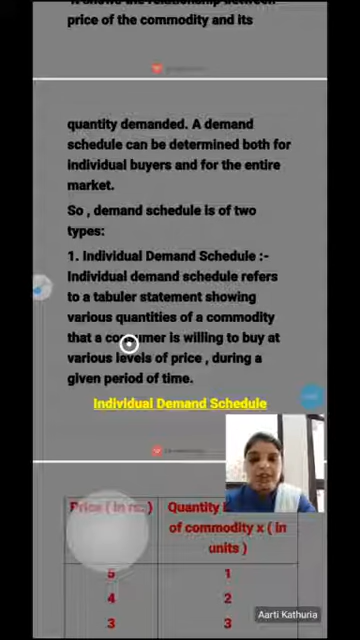 price of the commodity and its
quantity demanded. A demand
schedule can be determined both for
individual buyers and for the entire
market.
So , demand schedule is of two
types:
1. Individual Demand Schedule :-
Individual demand schedule refers
to a tabuler statement showing
various quantities of a commodity
that a consumer is willing to buy at
various levels of price , during a
given period of time.
Individual Demand Schedule
Price ( in rs: ) Quantity
of commodity x ( in
units )
5 1
4 2
3 3
Aarti Kathuria